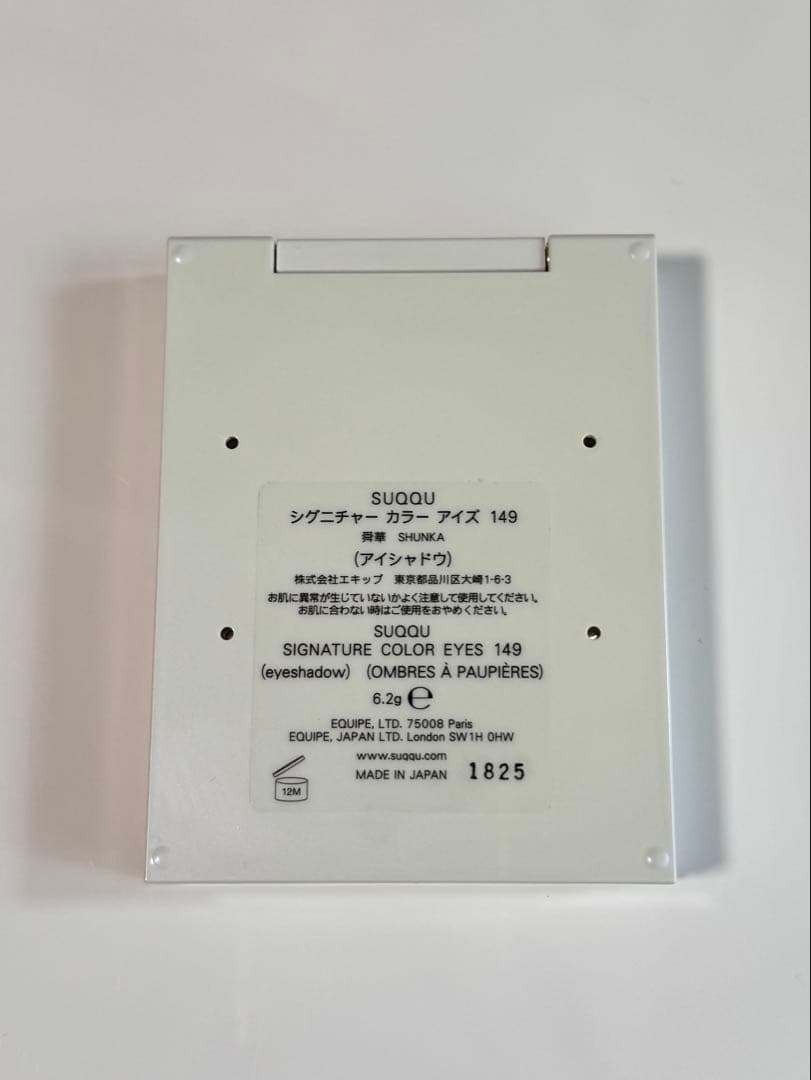 SUQQU
シグニチャー カラー アイズ 149
舜華 SHUNKA
(アイシャドウ)
株式会社エキップ 東京都品川区大崎1-6-3
お肌に異常が生じていないかよく注意して使用してください。
お肌に合わない時はご使用をおやめください。
SUQQU
SIGNATURE COLOR EYES 149
(eyeshadow) (OMBRES À PAUPIÈRES)
6.2g ℮
EQUIPE, LTD. 75008 Paris
EQUIPE, JAPAN LTD. London SW1H 0HW
www.suqqu.com
MADE IN JAPAN 1825
12M